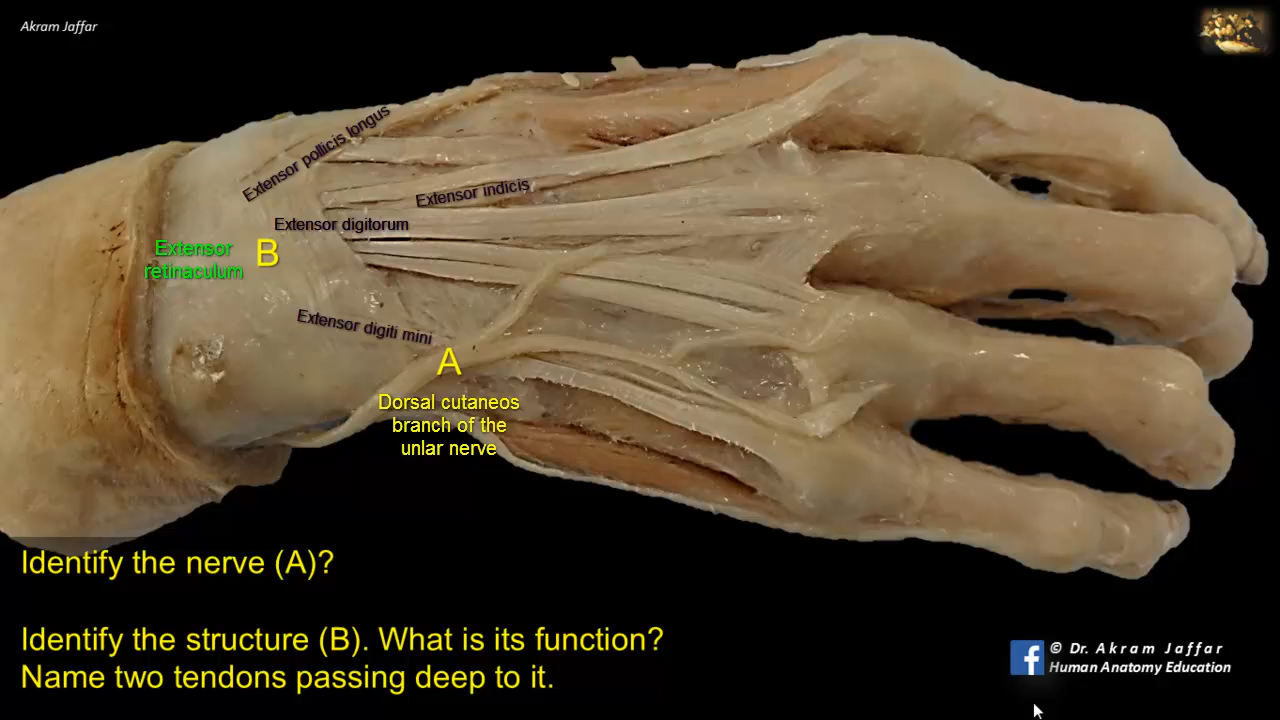 Akram Jaffar
Extensor pollicis longus
Extensor indicis
Extensor digitorum
Extensor
retinaculum
B
Extensor digiti mini
A
Dorsal cutaneos
branch of the
unlar nerve
Identify the nerve (A)?
Identify the structure (B). What is its function?
Name two tendons passing deep to it.
f
© Dr. Akram Jaffar
Human Anatomy Education